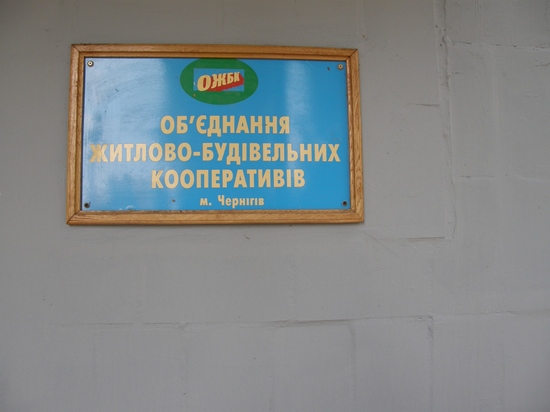 ОЖБК
ОБ'ЄДНАННЯ
ЖИТЛОВО-БУДІВЕЛЬНИХ
КООПЕРАТИВІВ
м. Чернігів